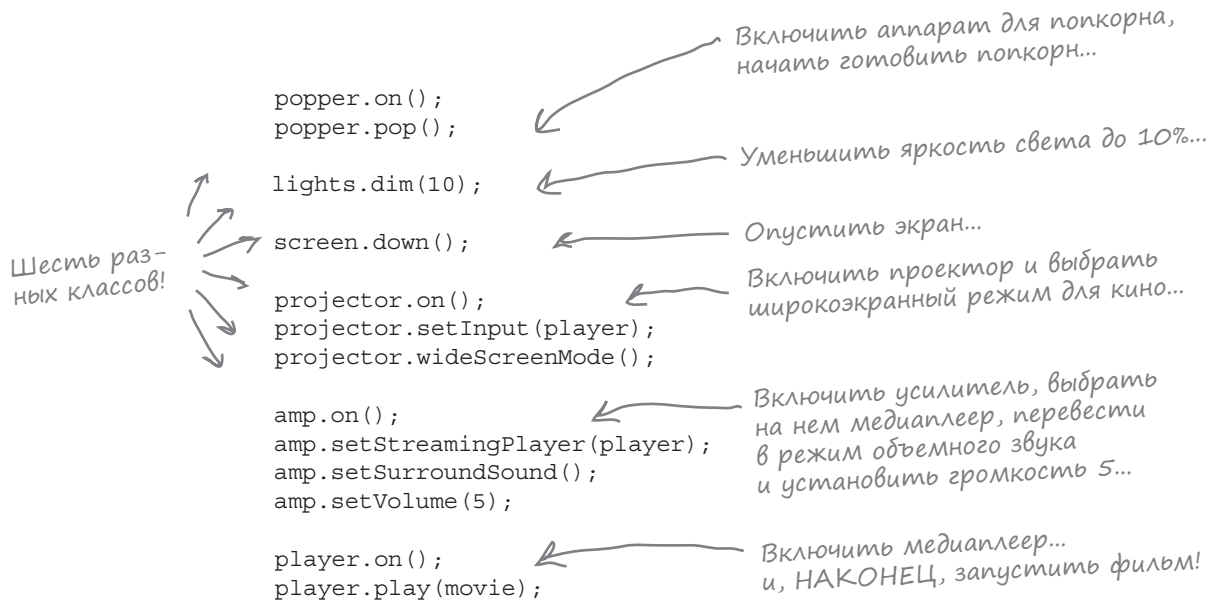 Включить аппарат для попкорна,
начать готовить попкорн...
popper.on();
popper.pop();
Уменьшить яркость света до 10%...
lights.dim(10);
Опустить экран...
screen.down();
Шесть раз-
ных классов!
Включить проектор и выбрать
широкоэкранный режим для кино...
projector.on();
projector.setInput(player);
projector.wideScreenMode();
Включить усилитель, выбрать
на нем медиаплеер, перевести
в режим объемного звука
и установить громкость 5...
amp.on();
amp.setStreamingPlayer(player);
amp.setSurroundSound();
amp.setVolume(5);
Включить медиаплеер...
и, НАКОНЕЦ, запустить фильм!
player.on();
player.play(movie);